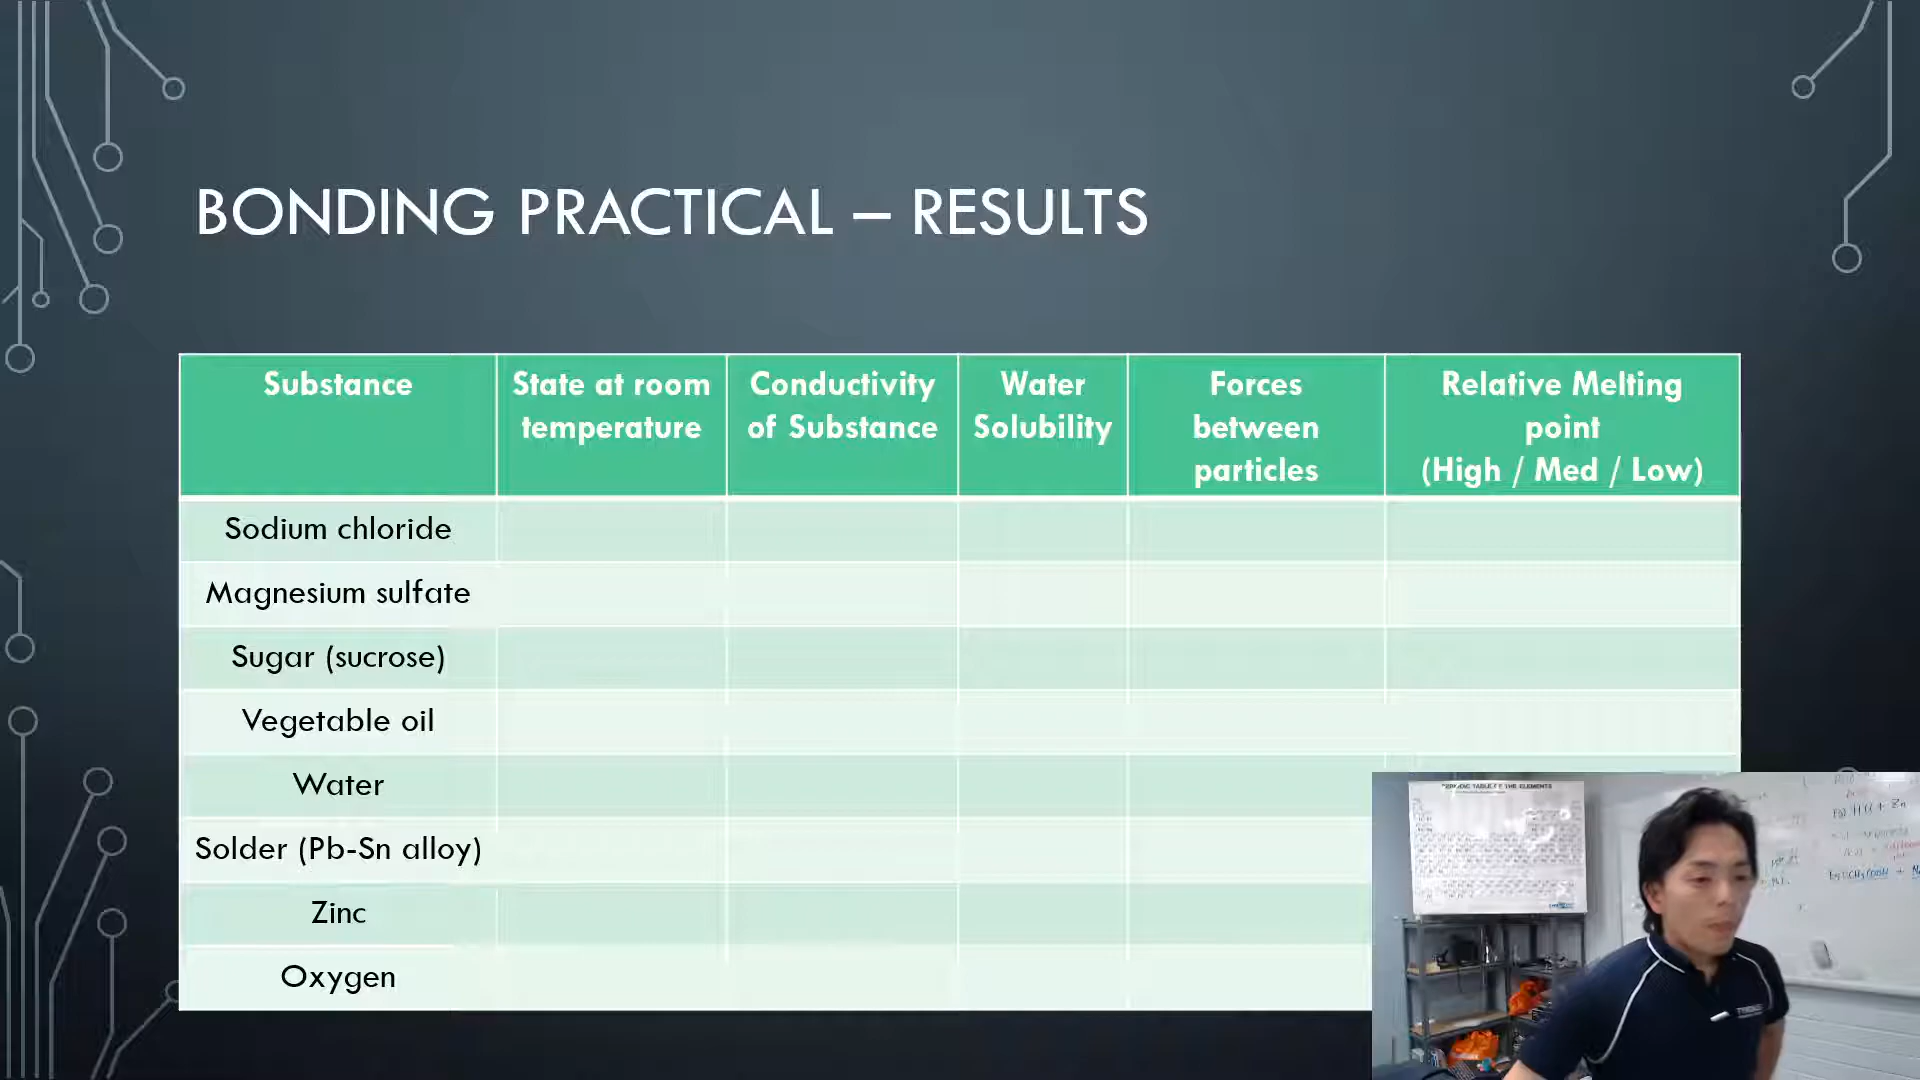 BONDING PRACTICAL – RESULTS
Substance
State at room
temperature
Conductivity
of Substance
Water
Solubility
Forces
between
particles
Relative Melting
point
(High / Med / Low)
Sodium chloride
Magnesium sulfate
Sugar (sucrose)
Vegetable oil
Water
Solder (Pb-Sn alloy)
Zinc
Oxygen